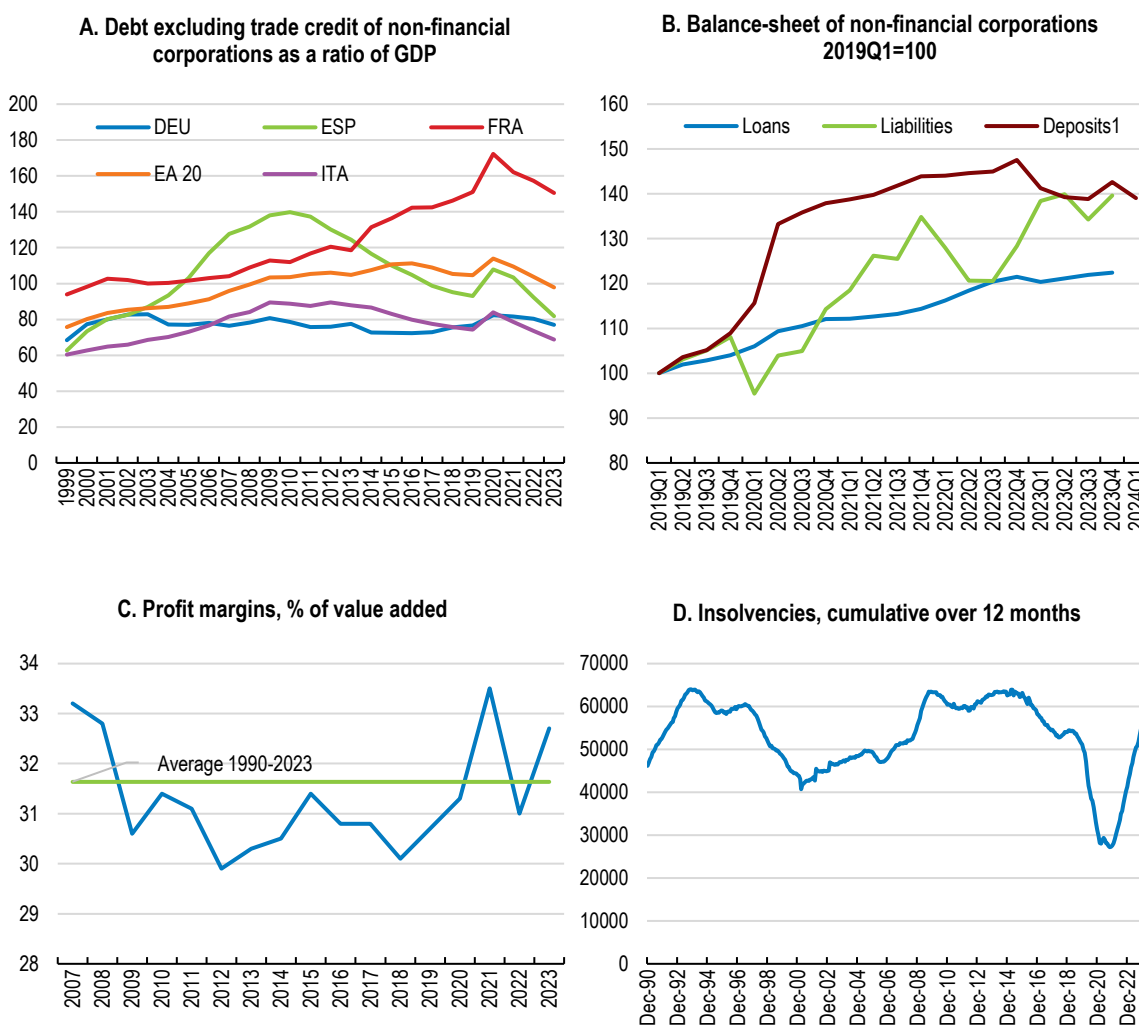 A. Debt excluding trade credit of non-financial
corporations as a ratio of GDP
200
180
160
140
120
100
80
60
40
20
0
DEU
ESP
FRA
EA 20
ITA
1999
2000
2001
2002
2003
2004
2005
2006
2007
2008
2009
2010
2011
2012
2013
2014
2015
2016
2017
2018
2019
2020
2021
2022
2023
B. Balance-sheet of non-financial corporations
2019Q1=100
160
150
140
130
120
110
100
90
80
Loans
Liabilities
Deposits1
2019Q1
2019Q2
2019Q3
2019Q4
2020Q1
2020Q2
2020Q3
2020Q4
2021Q1
2021Q2
2021Q3
2021Q4
2022Q1
2022Q2
2022Q3
2022Q4
2023Q1
2023Q2
2023Q3
2023Q4
2024Q1
C. Profit margins, % of value added
34
33
32
31
30
29
28
Average 1990-2023
2007
2008
2009
2010
2011
2012
2013
2014
2015
2016
2017
2018
2019
2020
2021
2022
2023
D. Insolvencies, cumulative over 12 months
70000
60000
50000
40000
30000
20000
10000
0
Dec-90
Dec-92
Dec-94
Dec-96
Dec-98
Dec-00
Dec-02
Dec-04
Dec-06
Dec-08
Dec-10
Dec-12
Dec-14
Dec-16
Dec-18
Dec-20
Dec-22